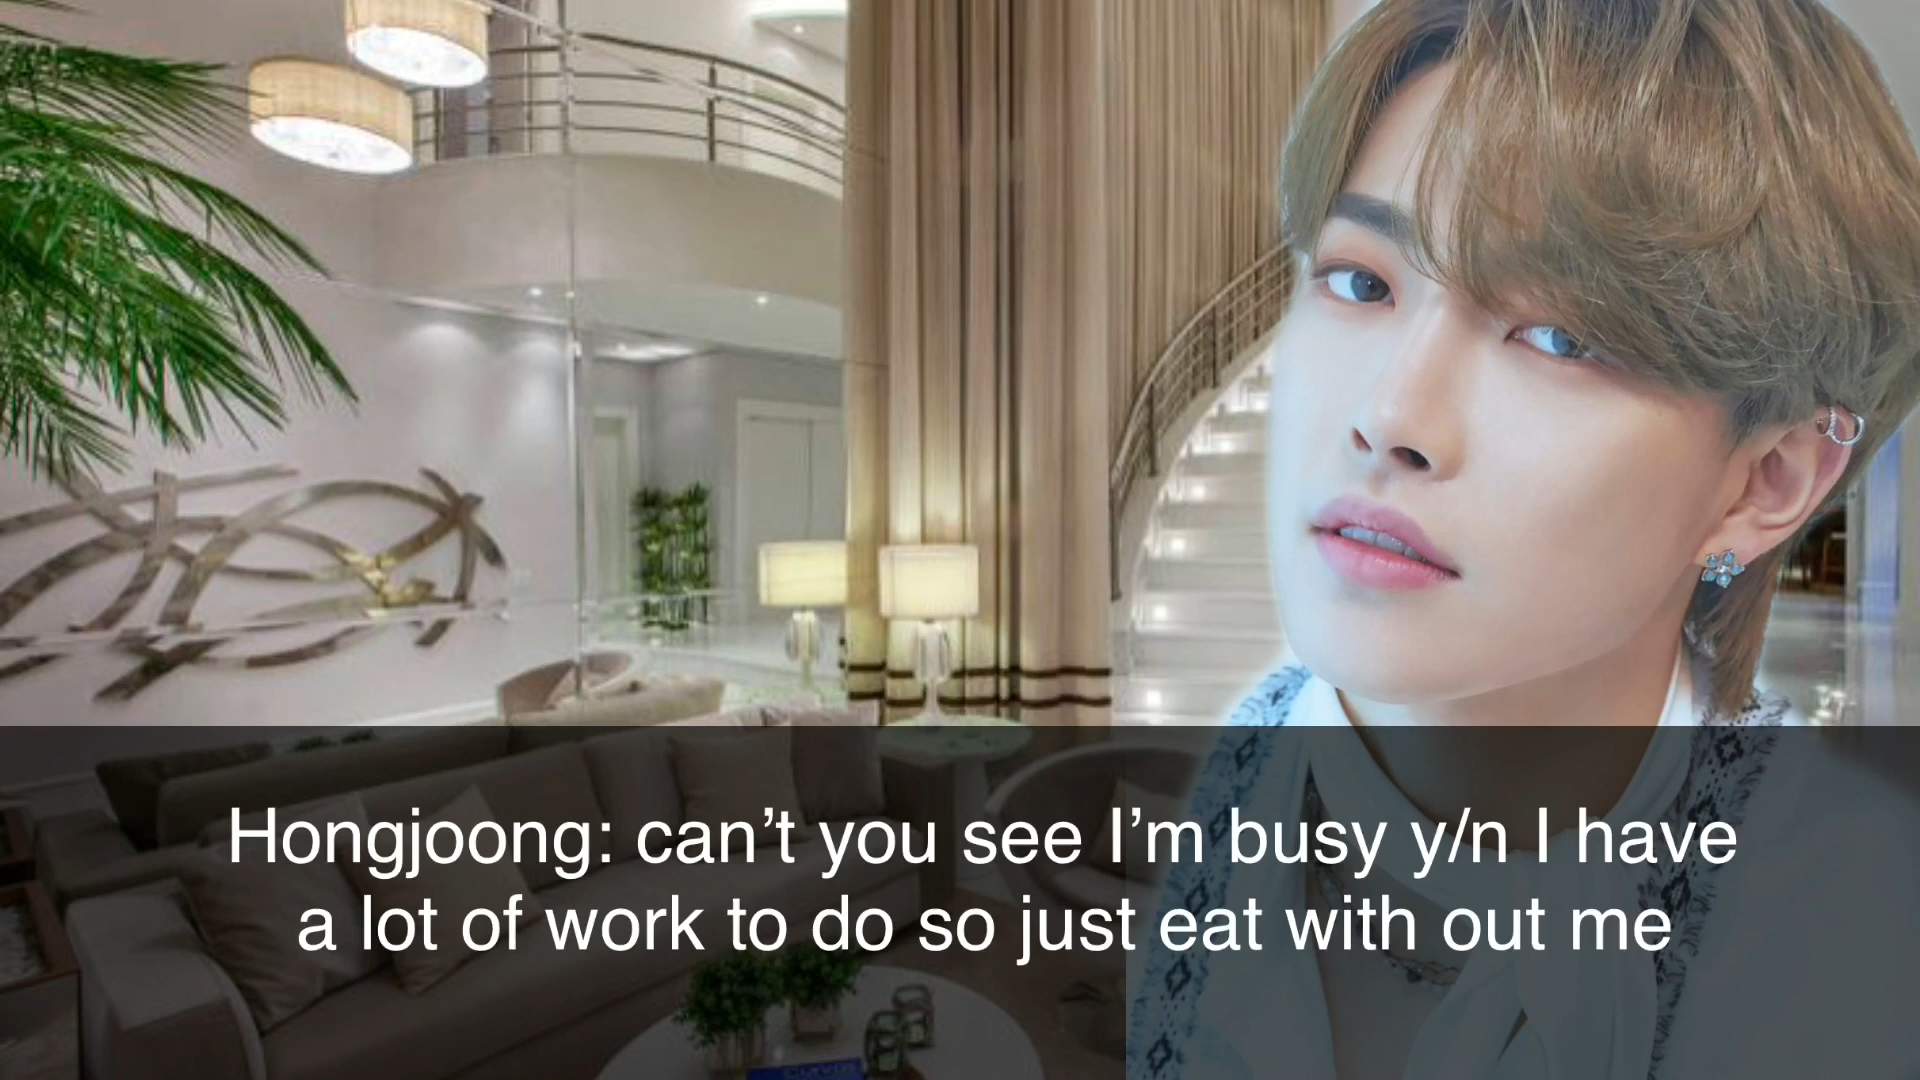 Hongjoong: can’t you see I’m busy y/n I have
a lot of work to do so just eat with out me